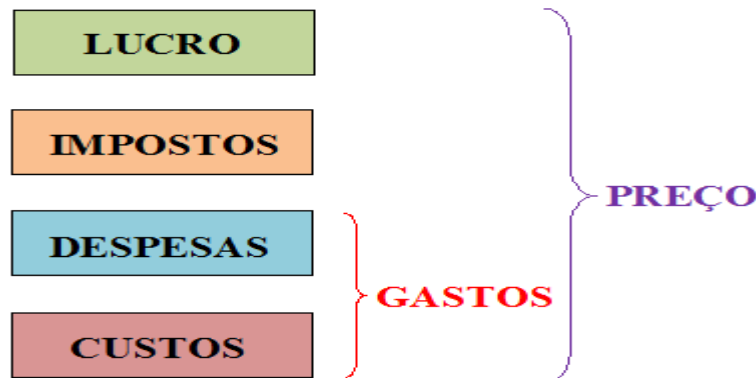 LUCRO
IMPOSTOS
PREÇO
DESPESAS
GASTOS
CUSTOS